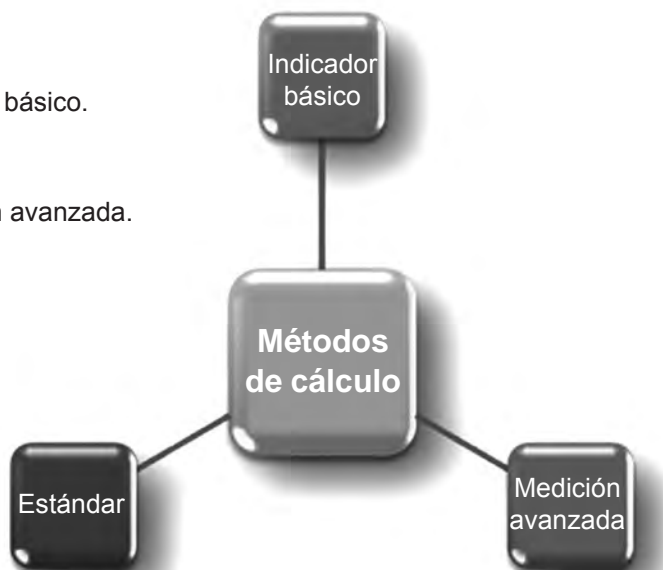 Indicador
básico
básico.
avanzada.
Métodos
de cálculo
Estándar
Medición
avanzada